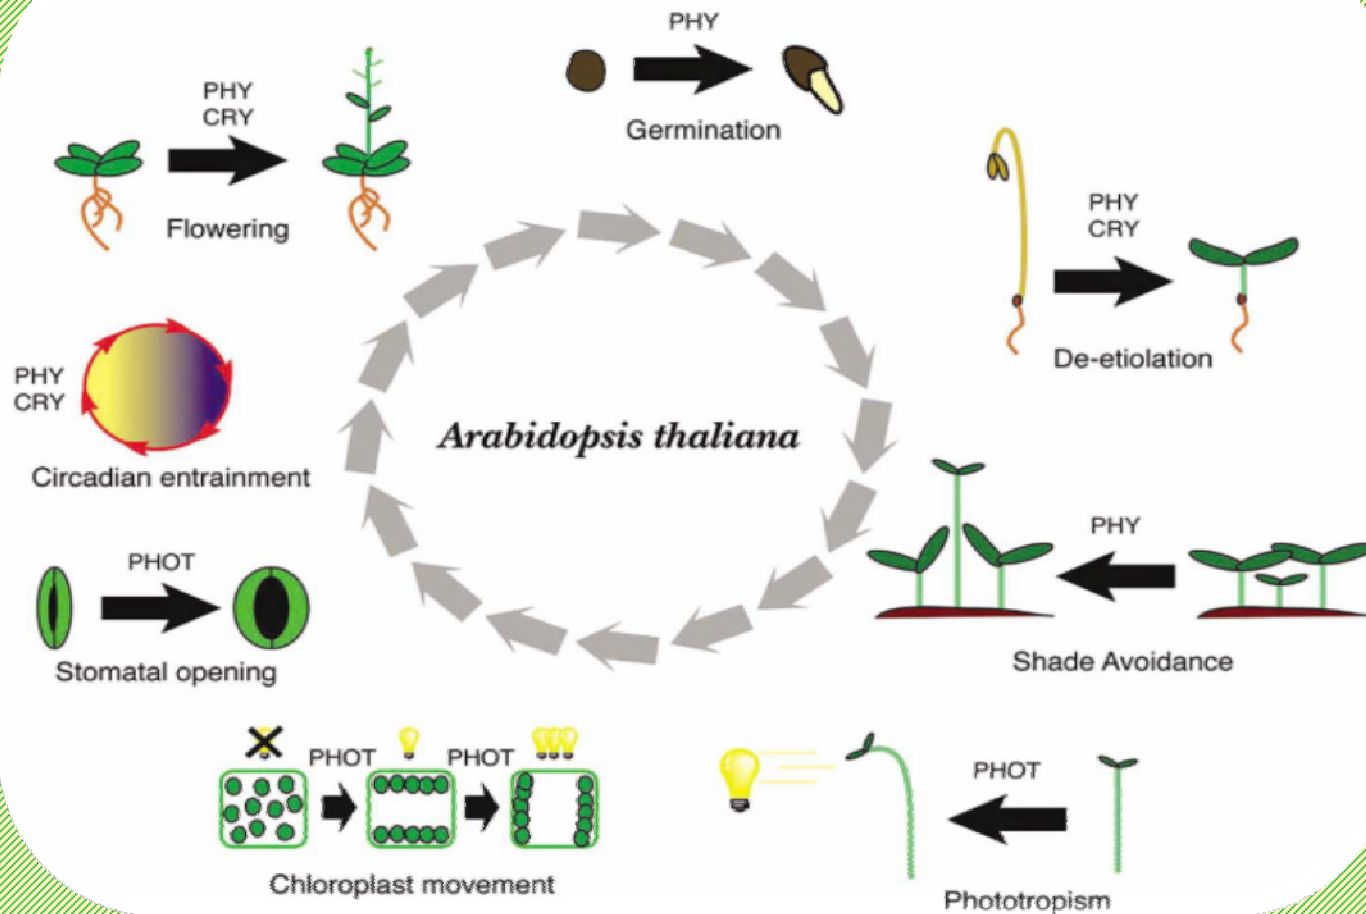 PHY
Germination
PHY
CRY
Flowering
PHY
CRY
De-etiolation
PHY
CRY
Circadian entrainment
Arabidopsis thaliana
PHY
Shade Avoidance
PHOT
Stomatal opening
PHOT
PHOT
Chloroplast movement
PHOT
Phototropism